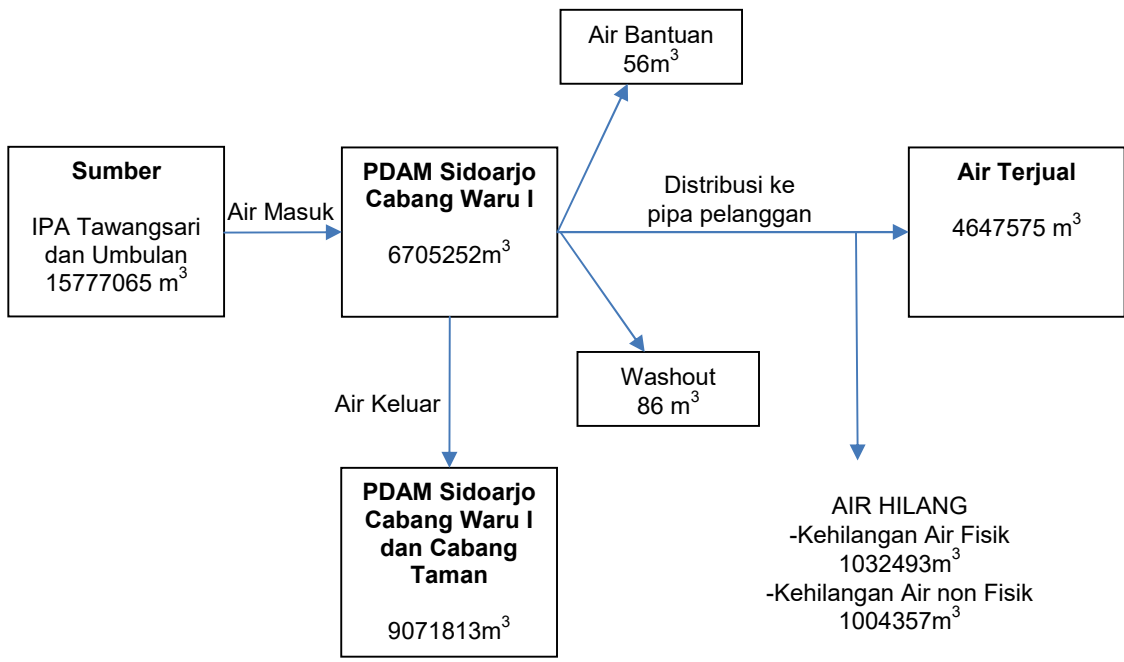 Air Bantuan
56m³
Sumber
IPA Tawangsari
dan Umbulan
15777065 m³
Air Masuk
PDAM Sidoarjo
Cabang Waru I
6705252m³
Distribusi ke
pipa pelanggan
Air Terjual
4647575 m³
Washout
86 m³
Air Keluar
PDAM Sidoarjo
Cabang Waru I
dan Cabang
Taman
9071813m³
AIR HILANG
-Kehilangan Air Fisik
1032493m³
-Kehilangan Air non Fisik
1004357m³